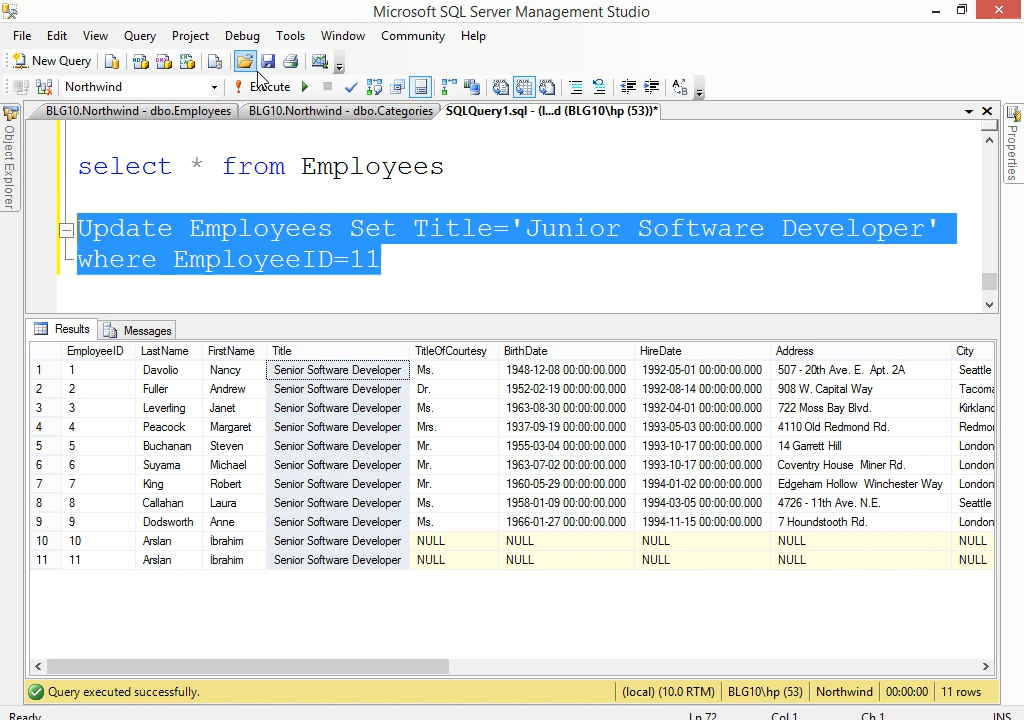 Microsoft SQL Server Management Studio
File Edit View Query Project Debug Tools Window Community Help
New Query
Northwind Execute
BLG10.Northwind - dbo.Employees BLG10.Northwind - dbo.Categories SQLQuery1.sql - (l...d (BLG10\hp (53))*
Object Explorer
Properties
select * from Employees
Update Employees Set Title='Junior Software Developer'
where EmployeeID=11
Results Messages
EmployeeID LastName FirstName Title TitleOfCourtesy BirthDate HireDate Address City
1 1 Davolio Nancy Senior Software Developer Ms. 1948-12-08 00:00:00.000 1992-05-01 00:00:00.000 507 - 20th Ave. E. Apt. 2A Seattle
2 2 Fuller Andrew Senior Software Developer Dr. 1952-02-19 00:00:00.000 1992-08-14 00:00:00.000 908 W. Capital Way Tacoma
3 3 Leverling Janet Senior Software Developer Ms. 1963-08-30 00:00:00.000 1992-04-01 00:00:00.000 722 Moss Bay Blvd. Kirklanc
4 4 Peacock Margaret Senior Software Developer Mrs. 1937-09-19 00:00:00.000 1993-05-03 00:00:00.000 4110 Old Redmond Rd. Redmor
5 5 Buchanan Steven Senior Software Developer Mr. 1955-03-04 00:00:00.000 1993-10-17 00:00:00.000 14 Garrett Hill London
6 6 Suyama Michael Senior Software Developer Mr. 1963-07-02 00:00:00.000 1993-10-17 00:00:00.000 Coventry House Miner Rd. London
7 7 King Robert Senior Software Developer Mr. 1960-05-29 00:00:00.000 1994-01-02 00:00:00.000 Edgeham Hollow Winchester Way London
8 8 Callahan Laura Senior Software Developer Ms. 1958-01-09 00:00:00.000 1994-03-05 00:00:00.000 4726 - 11th Ave. N.E. Seattle
9 9 Dodsworth Anne Senior Software Developer Ms. 1966-01-27 00:00:00.000 1994-11-15 00:00:00.000 7 Houndstooth Rd. London
10 10 Arslan İbrahim Senior Software Developer NULL NULL NULL NULL NULL
11 11 Arslan İbrahim Senior Software Developer NULL NULL NULL NULL NULL
Query executed successfully. (local) (10.0 RTM) BLG10\hp (53) Northwind 00:00:00 11 rows
Ready Ln 72 Col 1 Ch 1 INS